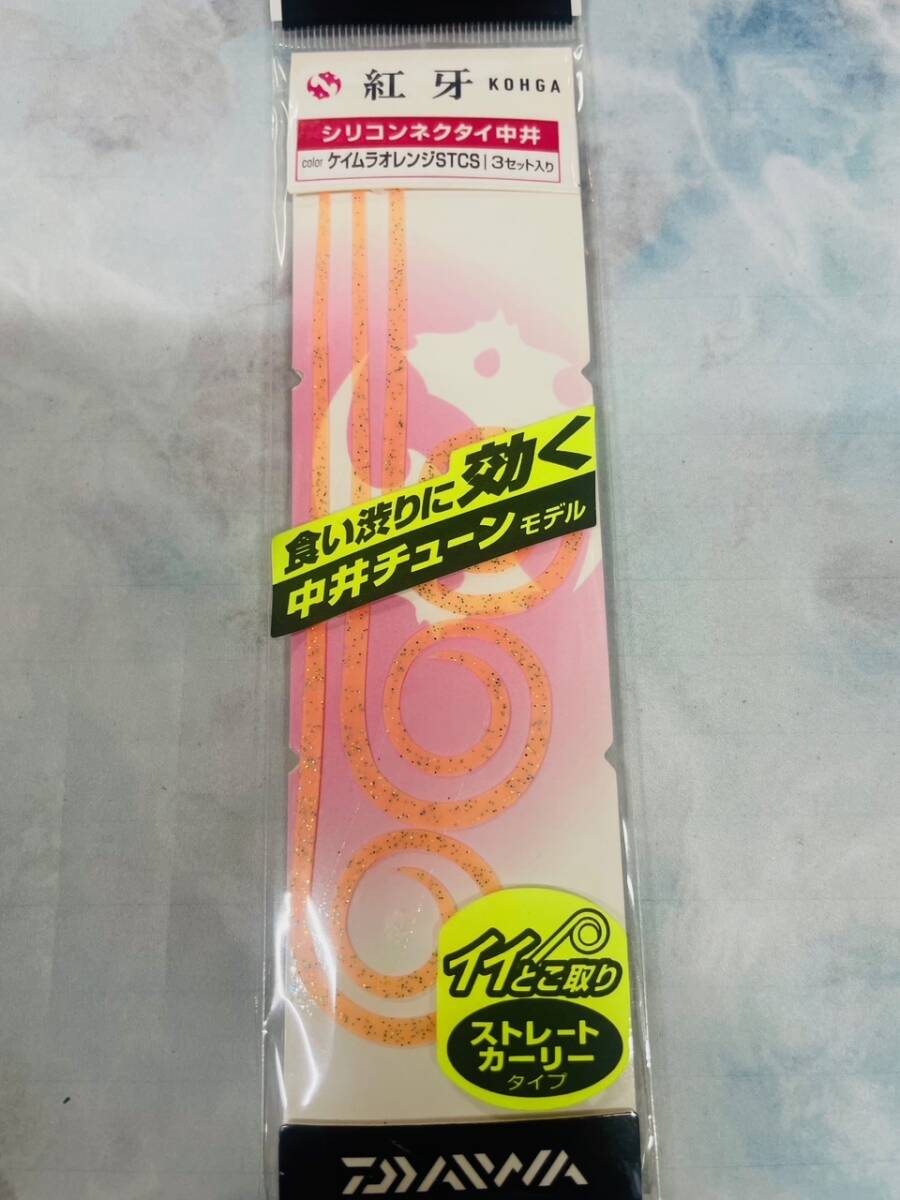 紅牙 KOHGA
シリコンネクタイ中井
color ケイムラオレンジSTCS | 3セット入り
食い渋りに効く
中井チューンモデル
イイとこ取り
ストレート
カーリー
タイプ
DAIWA